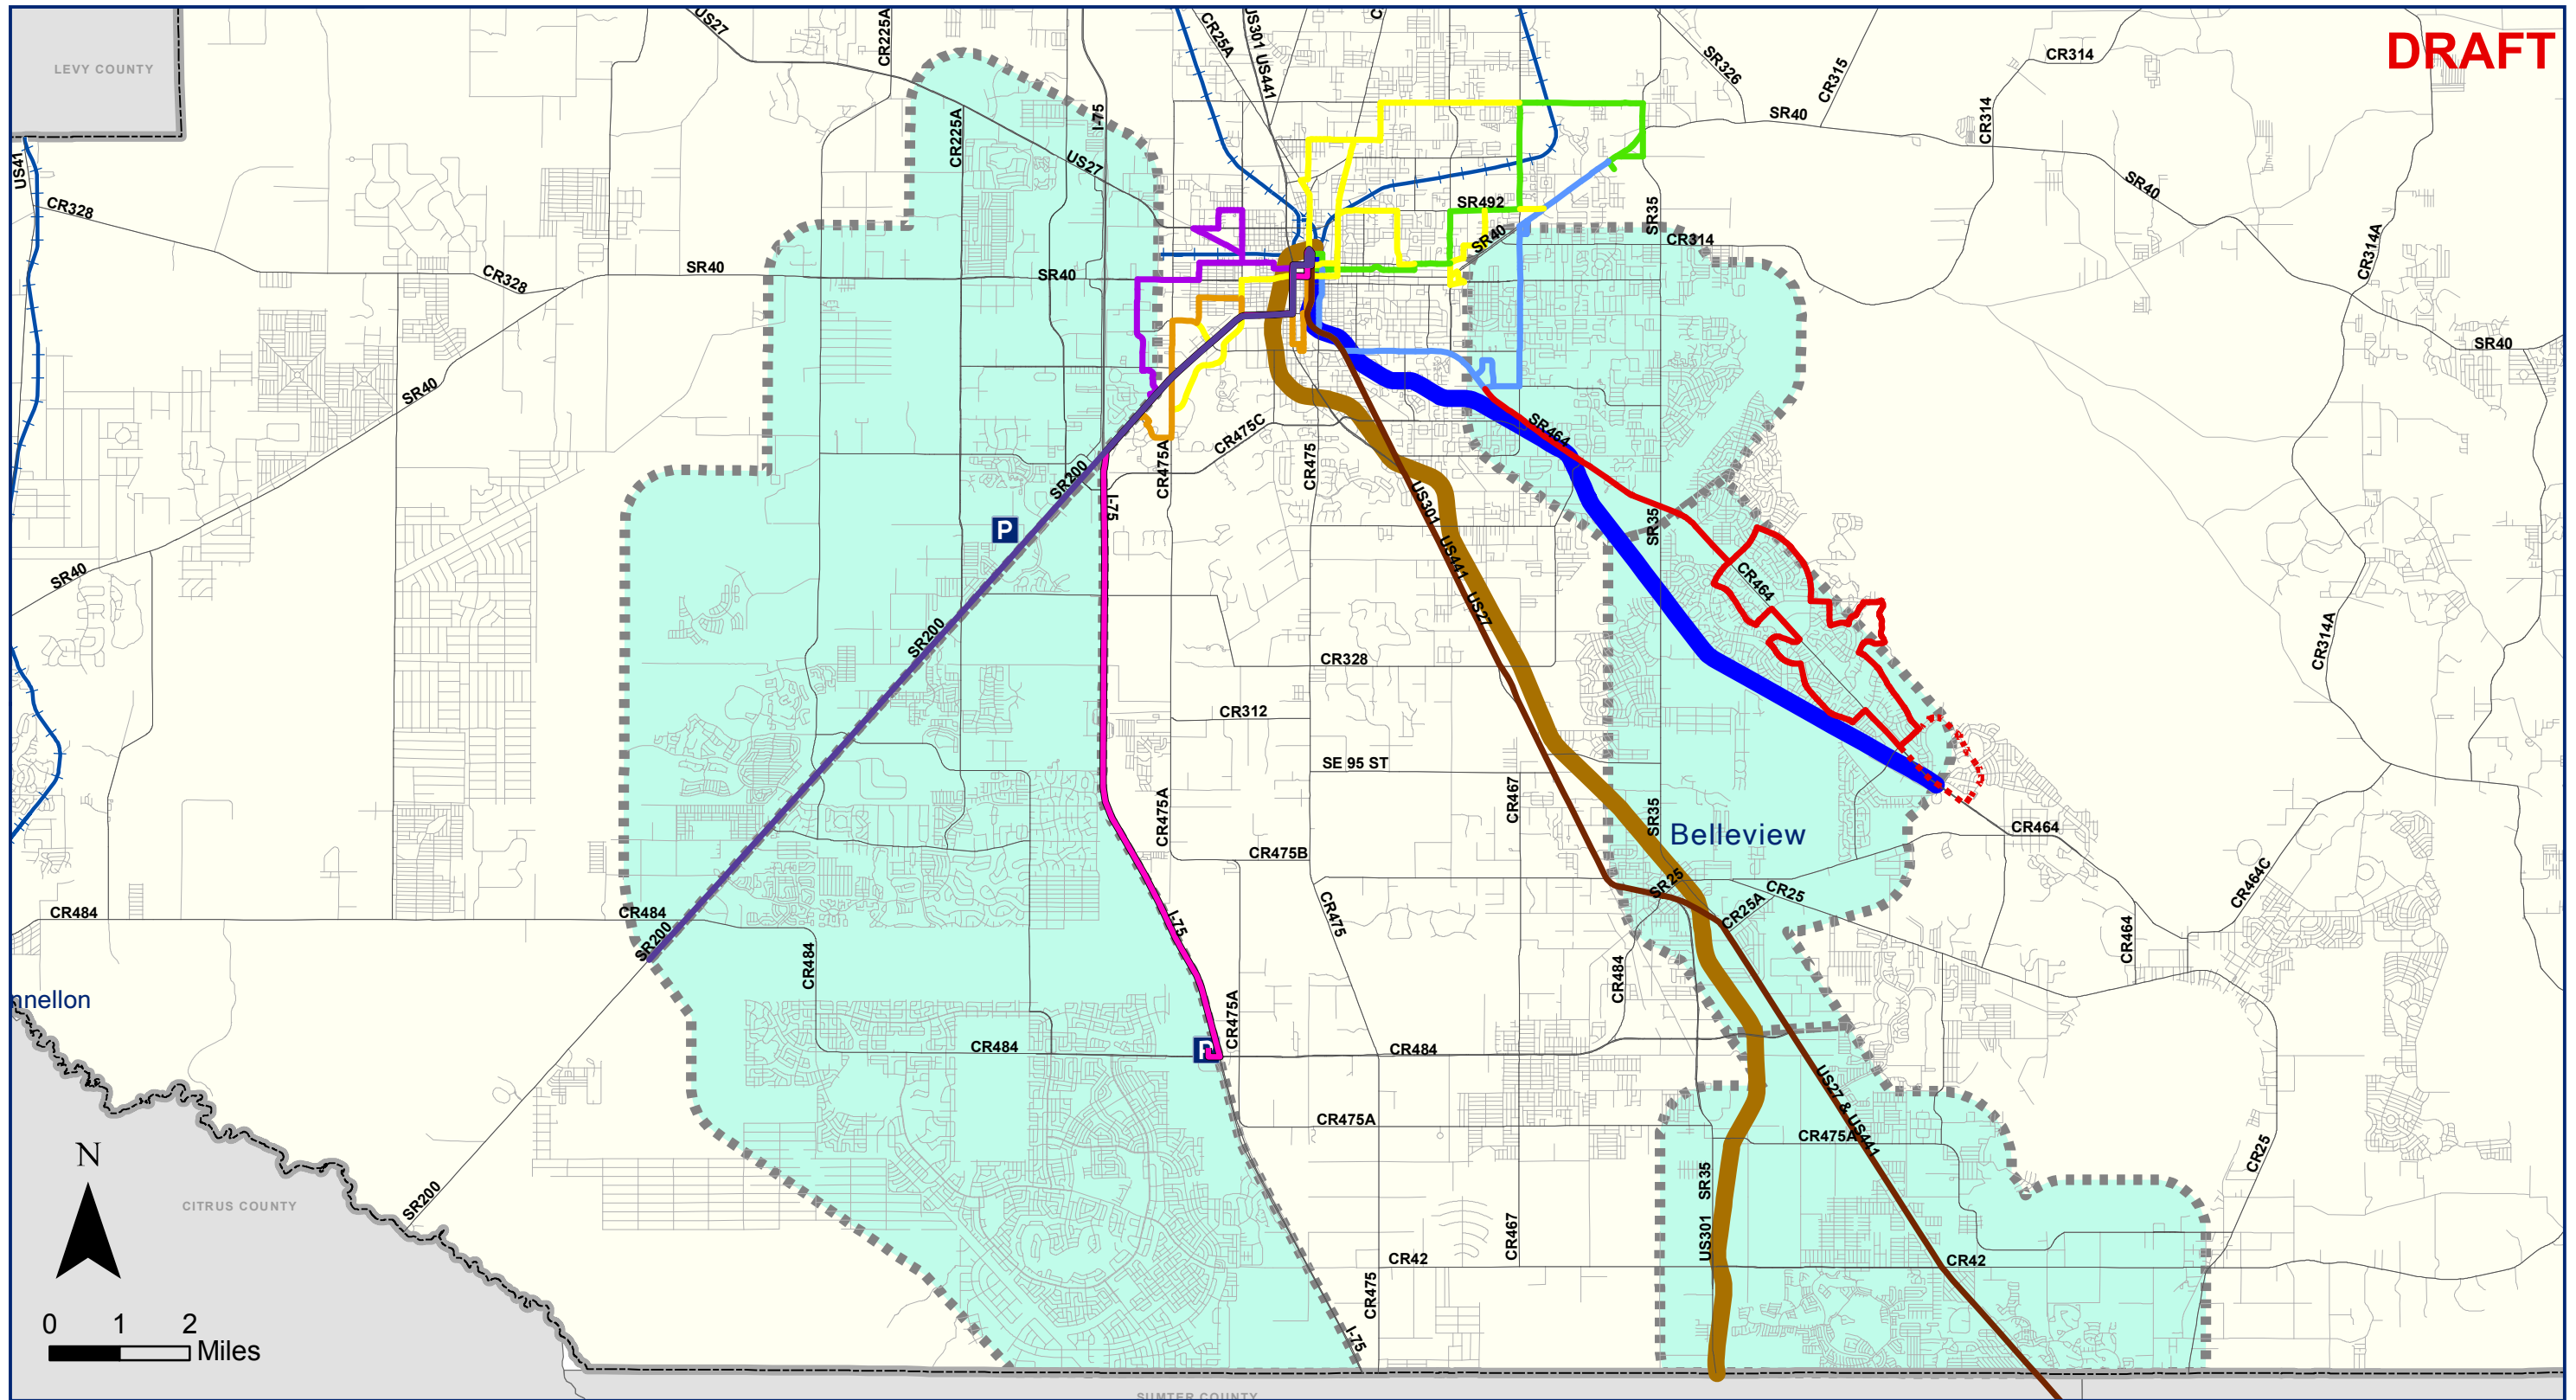 DRAFT
LEVY COUNTY
US27
CR225A
CR25A
US301 US441
SR326
CR315
CR314
SR40
I-75
CR225A
US27
CR314
US41
CR328
SR492
SR35
SR40
CR314
SR40
CR314A
CR328
SR40
SR40
SR40
SR40
CR475C
SR464
CR475A
CR475
SR200
I-75
P
US301
SR35
US441
SR40
CR464
US27
SR200
CR314A
CR328
CR312
SE 95 ST
CR467
CR475A
SR35
Belleview
CR464
CR475B
CR464C
SR25
CR25
CR25A
CR484
CR484
CR475
I-75
SR200
CR464
CR484
CR484
nnellon
CR475A
P
CR484
CR484
US27 & US441
CR475A
CR475A
N
CR25
SR35
SR200
CITRUS COUNTY
US301
CR467
CR42
CR42
CR475
I-75
0 1 2
Miles
SUMTER COUNTY